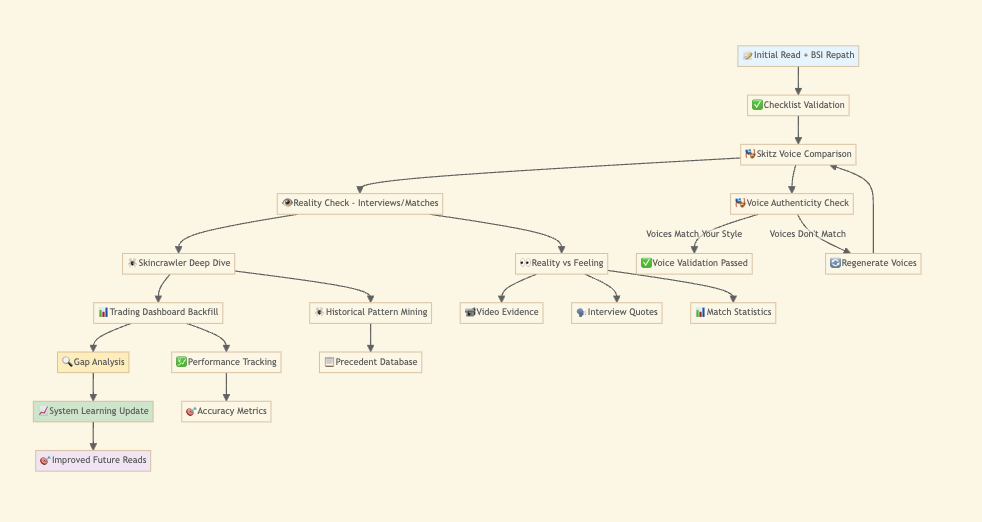 Initial Read + BSI Repath
Checklist Validation
Skitz Voice Comparison
Reality Check - Interviews/Matches
Voice Authenticity Check
Voices Match Your Style
Voices Don't Match
Skincrawler Deep Dive
Reality vs Feeling
Voice Validation Passed
Regenerate Voices
Trading Dashboard Backfill
Historical Pattern Mining
Video Evidence
Interview Quotes
Match Statistics
Gap Analysis
Performance Tracking
Precedent Database
System Learning Update
Accuracy Metrics
Improved Future Reads